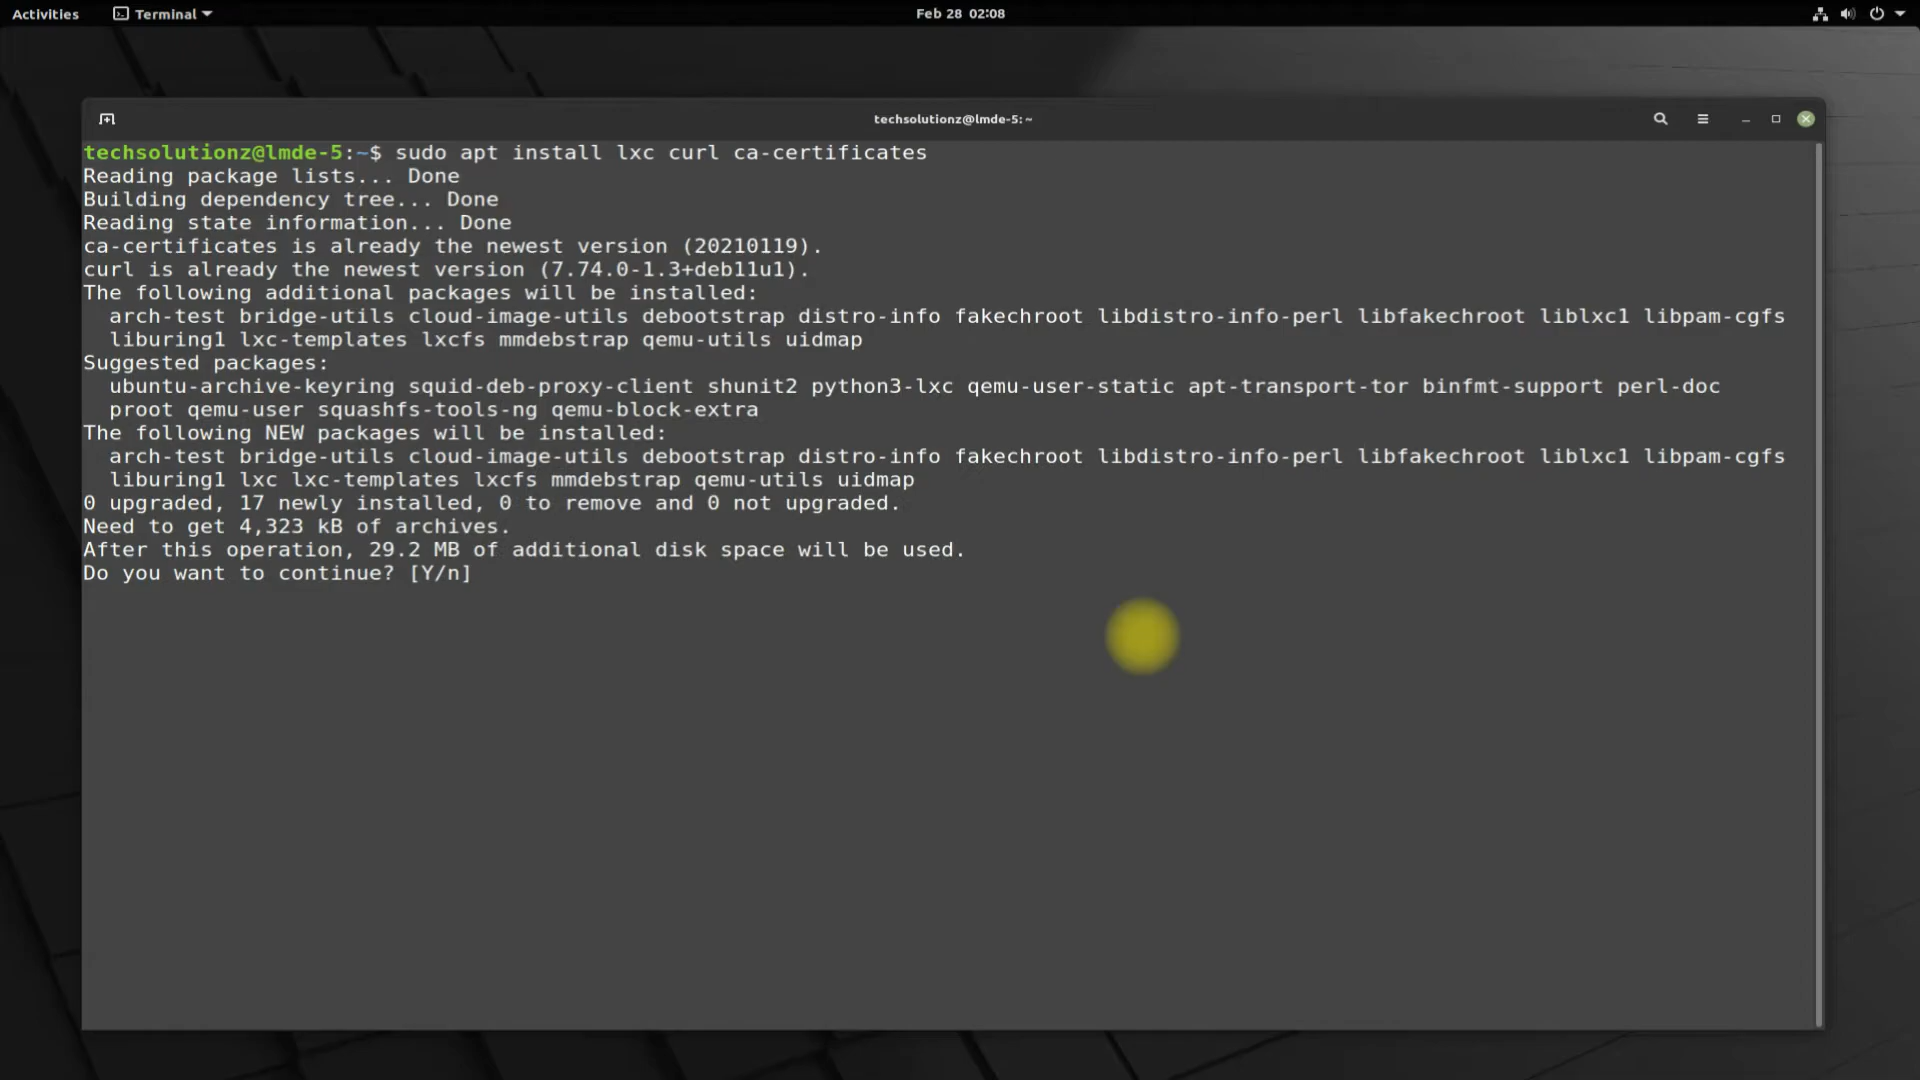 Activities Terminal Feb 28 02:08
techsolutionz@lmde-5: ~
techsolutionz@lmde-5:~$ sudo apt install lxc curl ca-certificates
Reading package lists... Done
Building dependency tree... Done
Reading state information... Done
ca-certificates is already the newest version (20210119).
curl is already the newest version (7.74.0-1.3+deb11u1).
The following additional packages will be installed:
  arch-test bridge-utils cloud-image-utils debootstrap distro-info fakechroot libdistro-info-perl libfakechroot liblxc1 libpam-cgfs
  liburing1 lxc-templates lxcfs mmdebstrap qemu-utils uidmap
Suggested packages:
  ubuntu-archive-keyring squid-deb-proxy-client shunit2 python3-lxc qemu-user-static apt-transport-tor binfmt-support perl-doc
  proot qemu-user squashfs-tools-ng qemu-block-extra
The following NEW packages will be installed:
  arch-test bridge-utils cloud-image-utils debootstrap distro-info fakechroot libdistro-info-perl libfakechroot liblxc1 libpam-cgfs
  liburing1 lxc lxc-templates lxcfs mmdebstrap qemu-utils uidmap
0 upgraded, 17 newly installed, 0 to remove and 0 not upgraded.
Need to get 4,323 kB of archives.
After this operation, 29.2 MB of additional disk space will be used.
Do you want to continue? [Y/n]